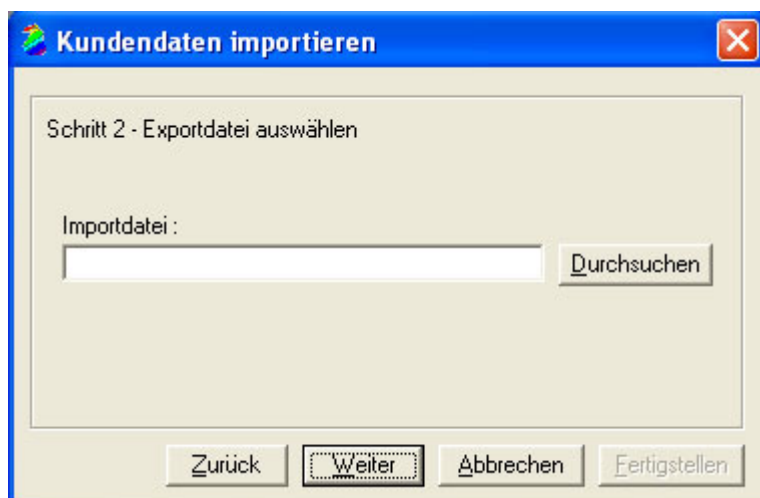 Kundendaten importieren
Schritt 2 - Exportdatei auswählen
Importdatei :
Durchsuchen
Zurück Weiter Abbrechen Fertigstellen